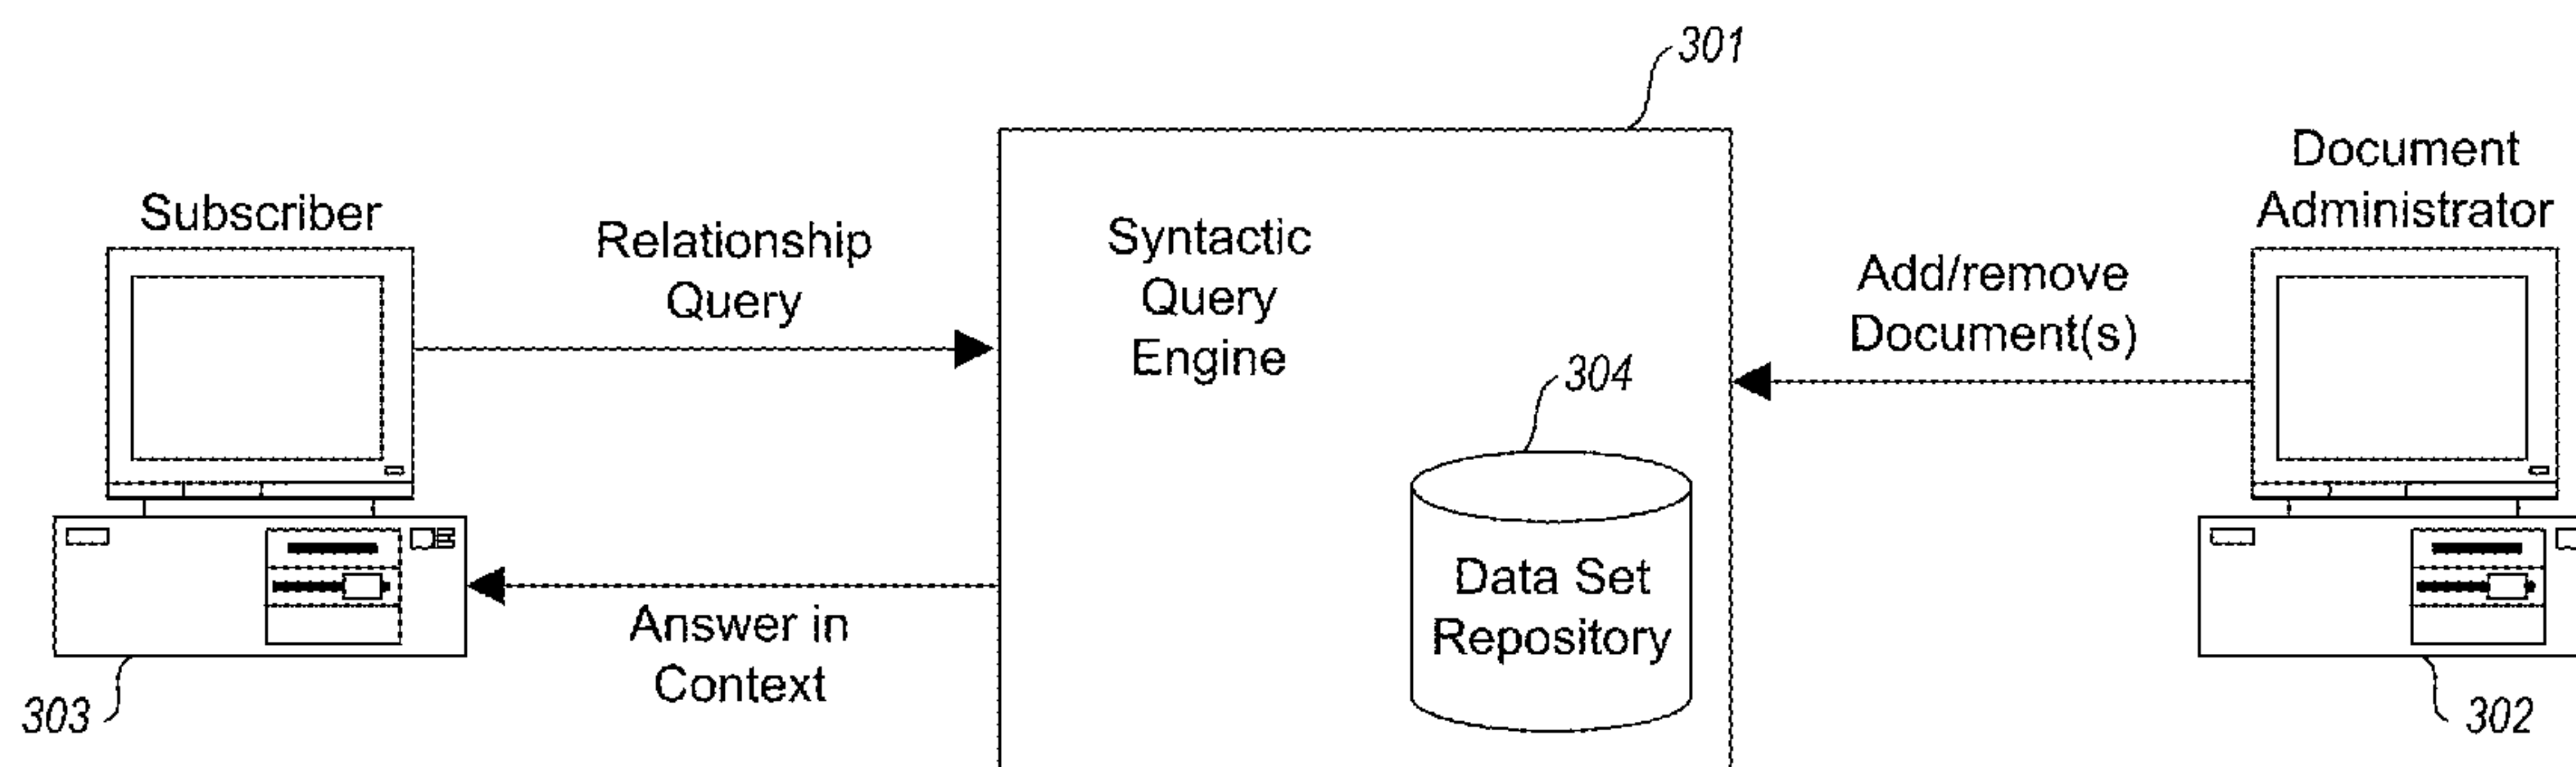 301
Document
Administrator
Subscriber
Relationship
Query
Syntactic
Query
Engine
Add/remove
Document(s)
304
Data Set
Repository
Answer in
Context
303
302